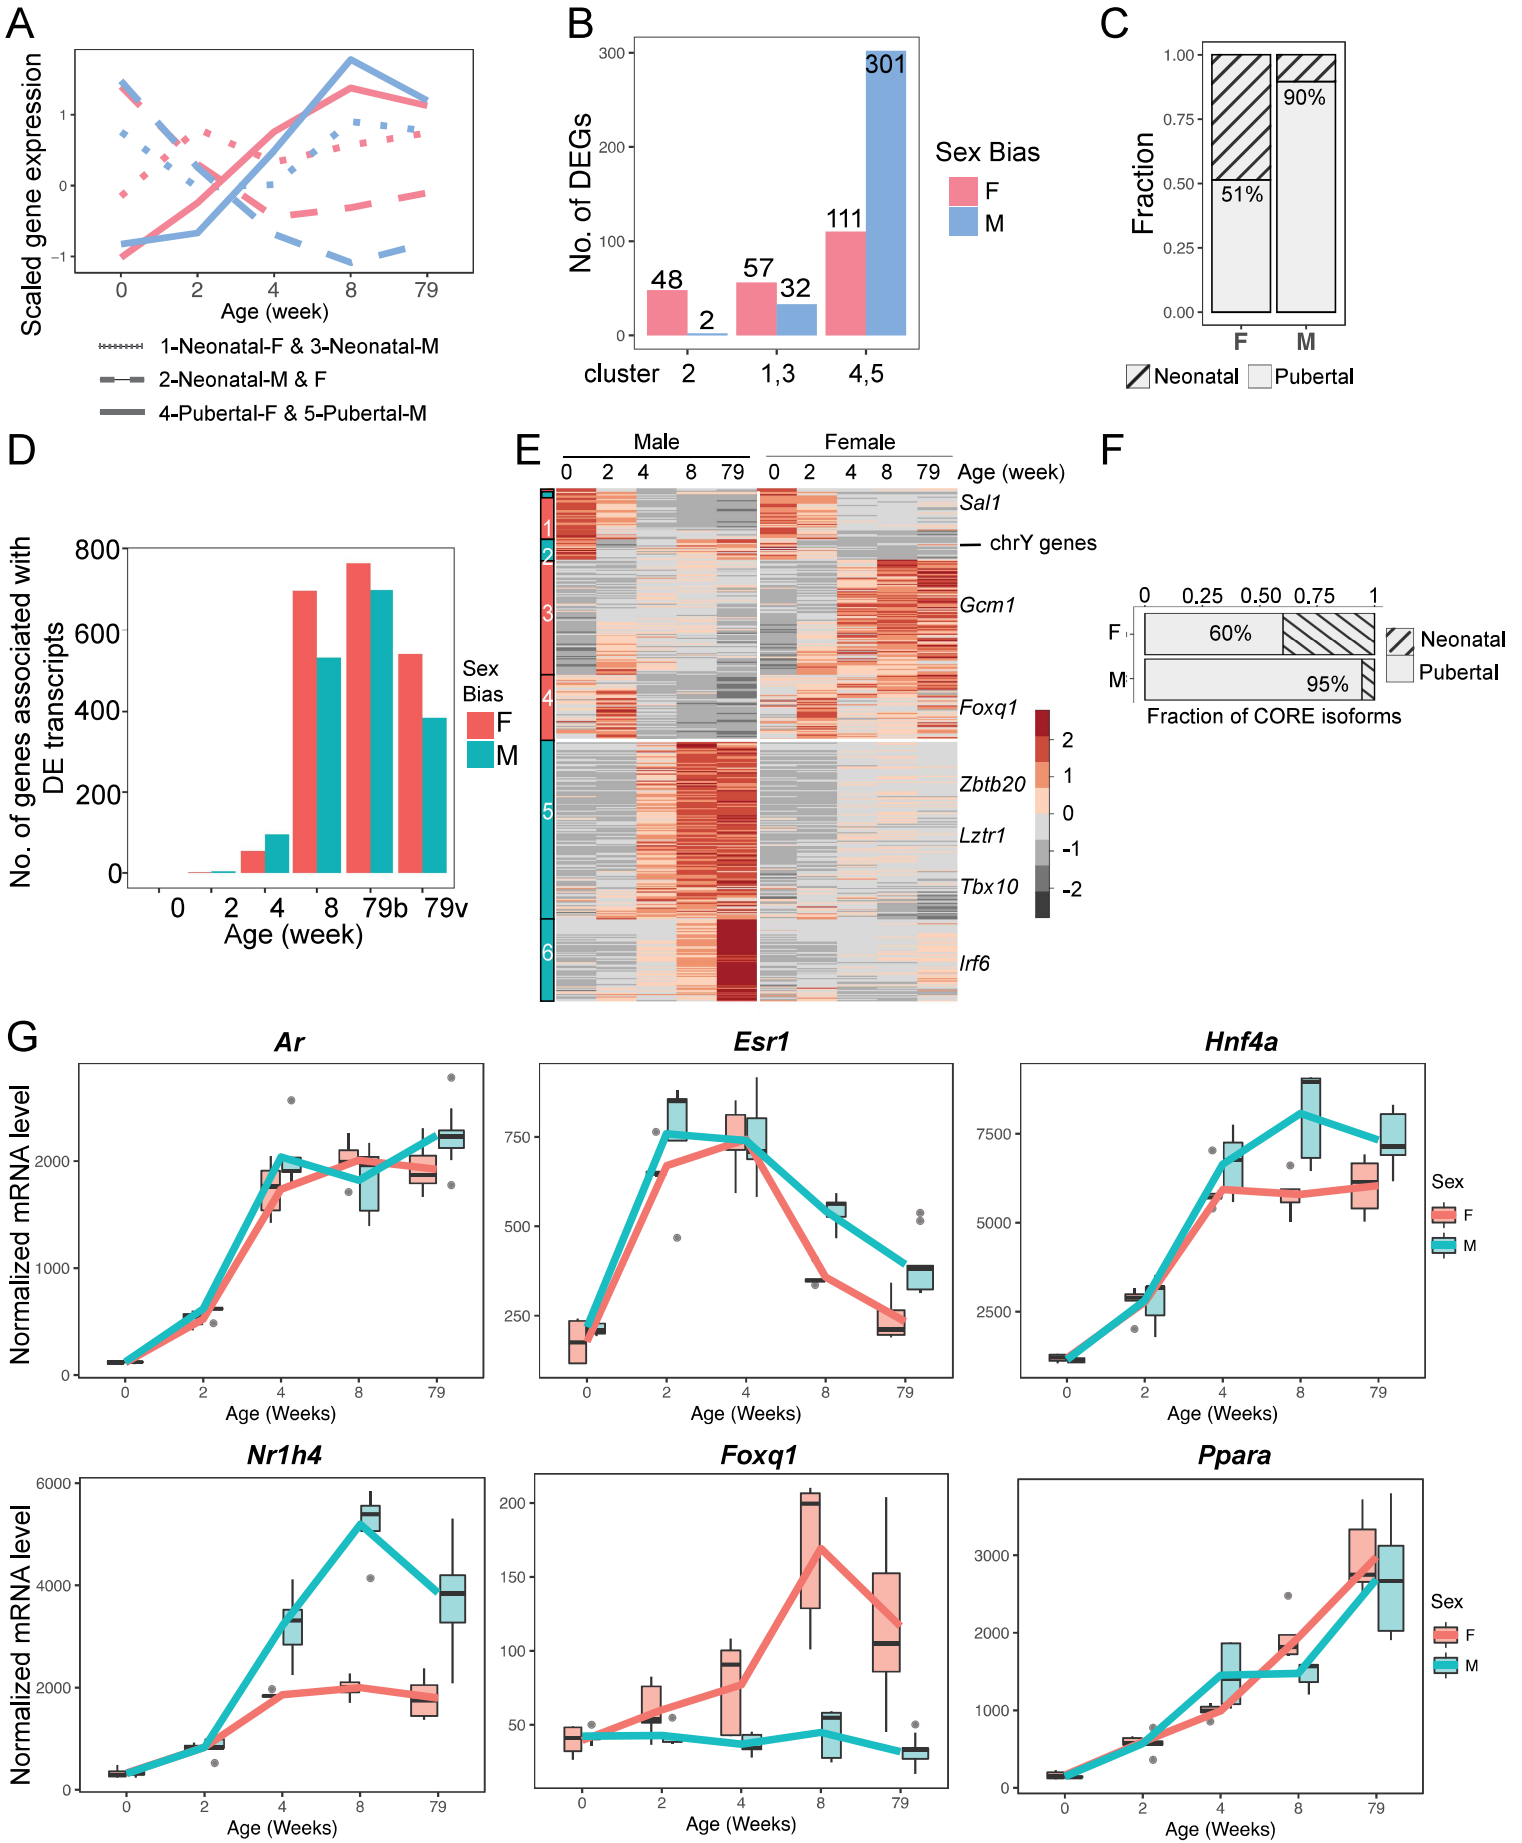 A
Scaled gene expression
1
0
−1
0 2 4 8 79
Age (week)
1-Neonatal-F & 3-Neonatal-M
2-Neonatal-M & F
4-Pubertal-F & 5-Pubertal-M
B
No. of DEGs
300
200
100
0
48
2
57
32
111
301
cluster 2 1,3 4,5
Sex Bias
F
M
C
Fraction
1.00
0.75
0.50
0.25
0.00
51%
90%
F M
Neonatal Pubertal
D
No. of genes associated with
DE transcripts
800
600
400
200
0
0 2 4 8 79b 79v
Age (week)
Sex
Bias
F
M
E
Male Female
0 2 4 8 79 0 2 4 8 79 Age (week)
1
2
3
4
5
6
Sal1
chrY genes
Gcm1
Foxq1
Zbtb20
Lztr1
Tbx10
Irf6
2
1
0
-1
-2
F
0 0.25 0.50 0.75 1
F
60%
M
95%
Fraction of CORE isoforms
Neonatal
Pubertal
G
Ar
Normalized mRNA level
2000
1000
0
0 2 4 8 79
Age (Weeks)
Esr1
750
500
250
0 2 4 8 79
Age (Weeks)
Hnf4a
7500
5000
2500
0 2 4 8 79
Age (Weeks)
Sex
F
M
Nr1h4
Normalized mRNA level
6000
4000
2000
0
0 2 4 8 79
Age (Weeks)
Foxq1
200
150
100
50
0 2 4 8 79
Age (Weeks)
Ppara
3000
2000
1000
0
0 2 4 8 79
Age (Weeks)
Sex
F
M